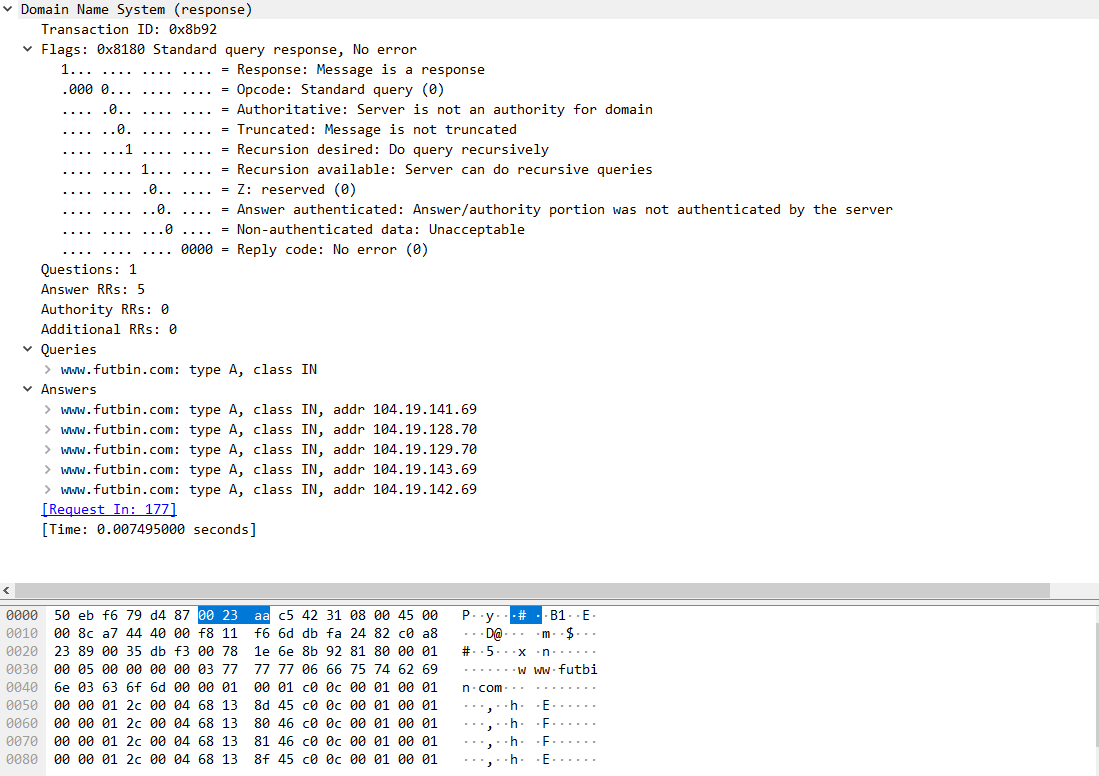 Domain Name System (response)
Transaction ID: 0x8b92
Flags: 0x8180 Standard query response, No error
1... .... .... .... = Response: Message is a response
.000 0... .... .... = Opcode: Standard query (0)
.... .0.. .... .... = Authoritative: Server is not an authority for domain
.... ..0. .... .... = Truncated: Message is not truncated
.... ...1 .... .... = Recursion desired: Do query recursively
.... .... 1... .... = Recursion available: Server can do recursive queries
.... .... .0.. .... = Z: reserved (0)
.... .... ..0. .... = Answer authenticated: Answer/authority portion was not authenticated by the server
.... .... ...0 .... = Non-authenticated data: Unacceptable
.... .... .... 0000 = Reply code: No error (0)
Questions: 1
Answer RRs: 5
Authority RRs: 0
Additional RRs: 0
Queries
www.futbin.com: type A, class IN
Answers
www.futbin.com: type A, class IN, addr 104.19.141.69
www.futbin.com: type A, class IN, addr 104.19.128.70
www.futbin.com: type A, class IN, addr 104.19.129.70
www.futbin.com: type A, class IN, addr 104.19.143.69
www.futbin.com: type A, class IN, addr 104.19.142.69
[Request In: 177]
[Time: 0.007495000 seconds]
0000 50 eb f6 79 d4 87 00 23 aa c5 42 31 08 00 45 00 P··y···# ··B1··E·
0010 00 8c a7 44 40 00 f8 11 f6 6d db fa 24 82 c0 a8 ···D@··· ·m··$···
0020 23 89 00 35 db f3 00 78 1e 6e 8b 92 81 80 00 01 #··5···x ·n······
0030 00 05 00 00 00 00 03 77 77 77 06 66 75 74 62 69 ·······w ww·futbi
0040 6e 03 63 6f 6d 00 00 01 00 01 c0 0c 00 01 00 01 n·com··· ········
0050 00 00 01 2c 00 04 68 13 8d 45 c0 0c 00 01 00 01 ···,··h· ·E······
0060 00 00 01 2c 00 04 68 13 80 46 c0 0c 00 01 00 01 ···,··h· ·F······
0070 00 00 01 2c 00 04 68 13 81 46 c0 0c 00 01 00 01 ···,··h· ·F······
0080 00 00 01 2c 00 04 68 13 8f 45 c0 0c 00 01 00 01 ···,··h· ·E······